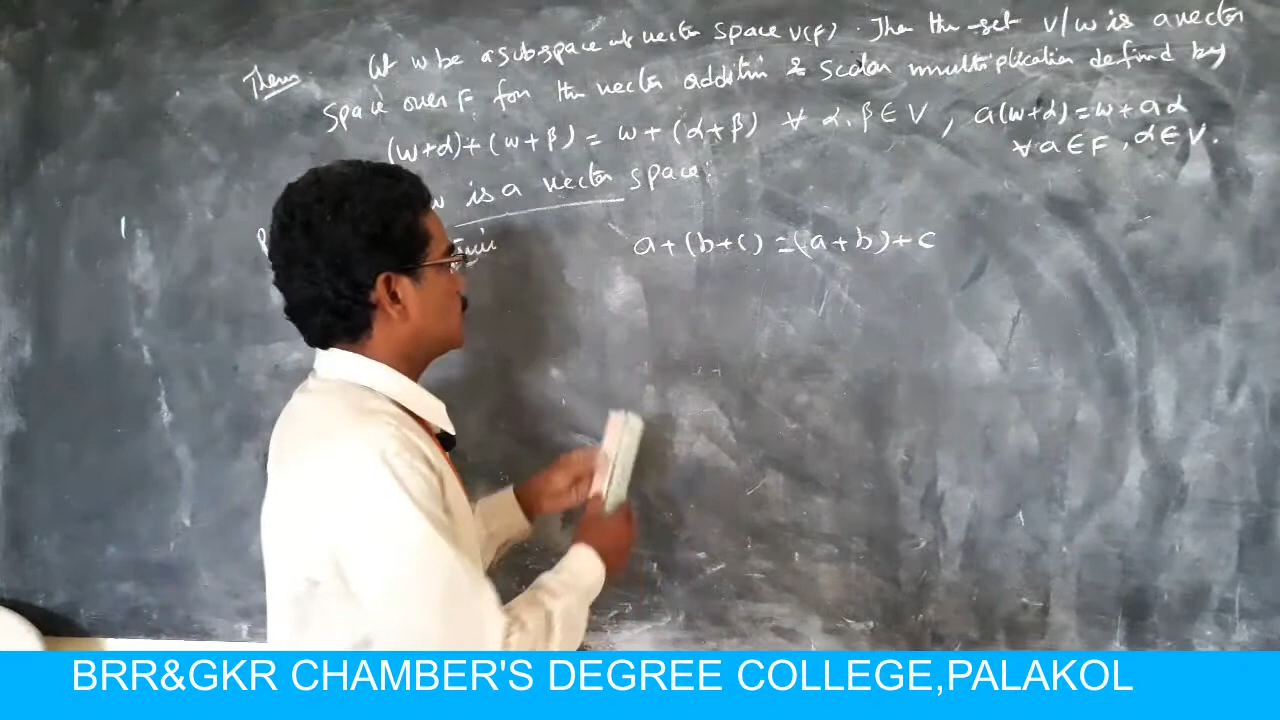 Thm: Let W be a subspace of vector space V(F). Then the set V/W is a vector
space over F for the vector addition & scalar multiplication defined by
(W+α)+(W+β) = W+(α+β) ∀ α, β ∈ V, a(W+α) = W+aα
∀ a ∈ F, α ∈ V.
W is a vector space:
a+(b+c) = (a+b)+c
BRR&GKR CHAMBER'S DEGREE COLLEGE,PALAKOL